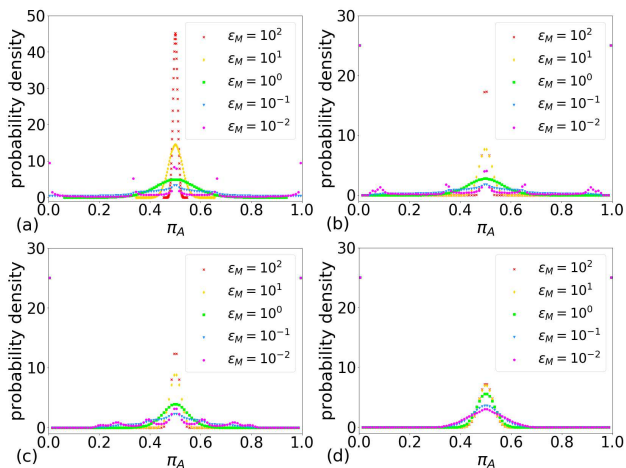 50
40
30
20
10
0
probability density
ε_M = 10^2
ε_M = 10^1
ε_M = 10^0
ε_M = 10^-1
ε_M = 10^-2
0.0 0.2 0.4 0.6 0.8 1.0
π_A
(a)
30
20
10
0
probability density
ε_M = 10^2
ε_M = 10^1
ε_M = 10^0
ε_M = 10^-1
ε_M = 10^-2
0.0 0.2 0.4 0.6 0.8 1.0
π_A
(b)
30
20
10
0
probability density
ε_M = 10^2
ε_M = 10^1
ε_M = 10^0
ε_M = 10^-1
ε_M = 10^-2
0.0 0.2 0.4 0.6 0.8 1.0
π_A
(c)
30
20
10
0
probability density
ε_M = 10^2
ε_M = 10^1
ε_M = 10^0
ε_M = 10^-1
ε_M = 10^-2
0.0 0.2 0.4 0.6 0.8 1.0
π_A
(d)